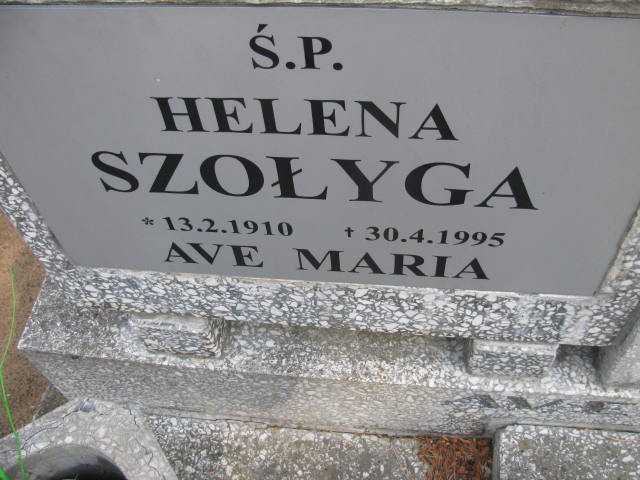 Ś.P.
HELENA
SZOŁYGA
* 13.2.1910 † 30.4.1995
AVE MARIA